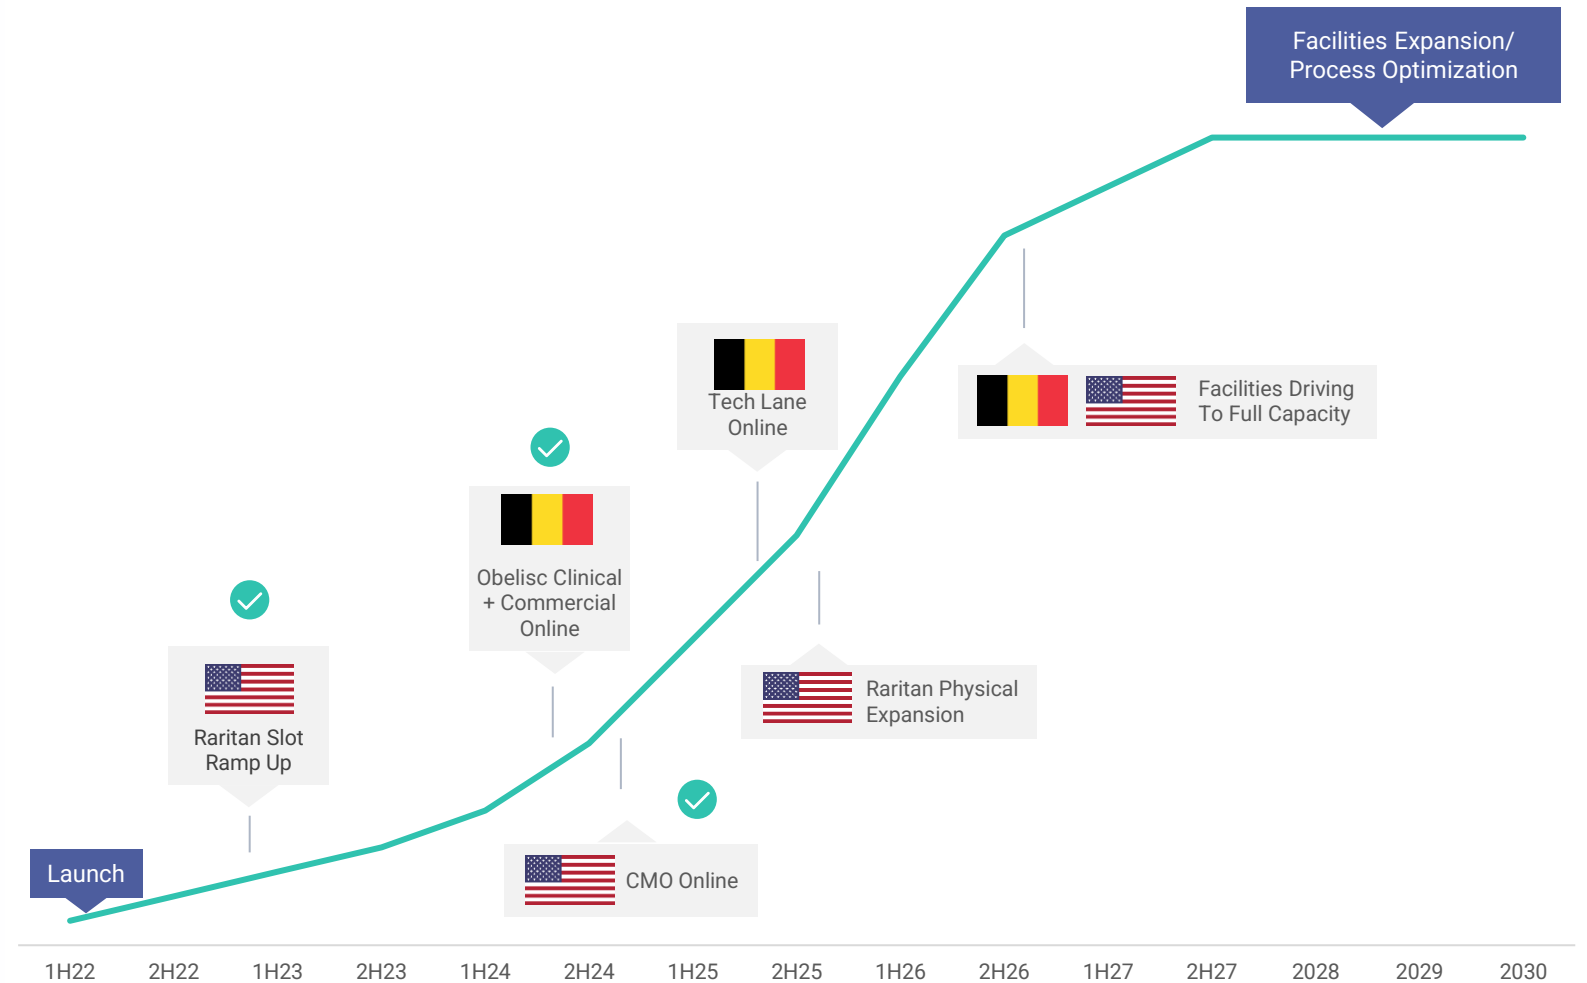 Facilities Expansion/
Process Optimization
Tech Lane
Online
Facilities Driving
To Full Capacity
Obelisc Clinical
+ Commercial
Online
Raritan Physical
Expansion
Raritan Slot
Ramp Up
Launch
CMO Online
1H22 2H22 1H23 2H23 1H24 2H24 1H25 2H25 1H26 2H26 1H27 2H27 2028 2029 2030